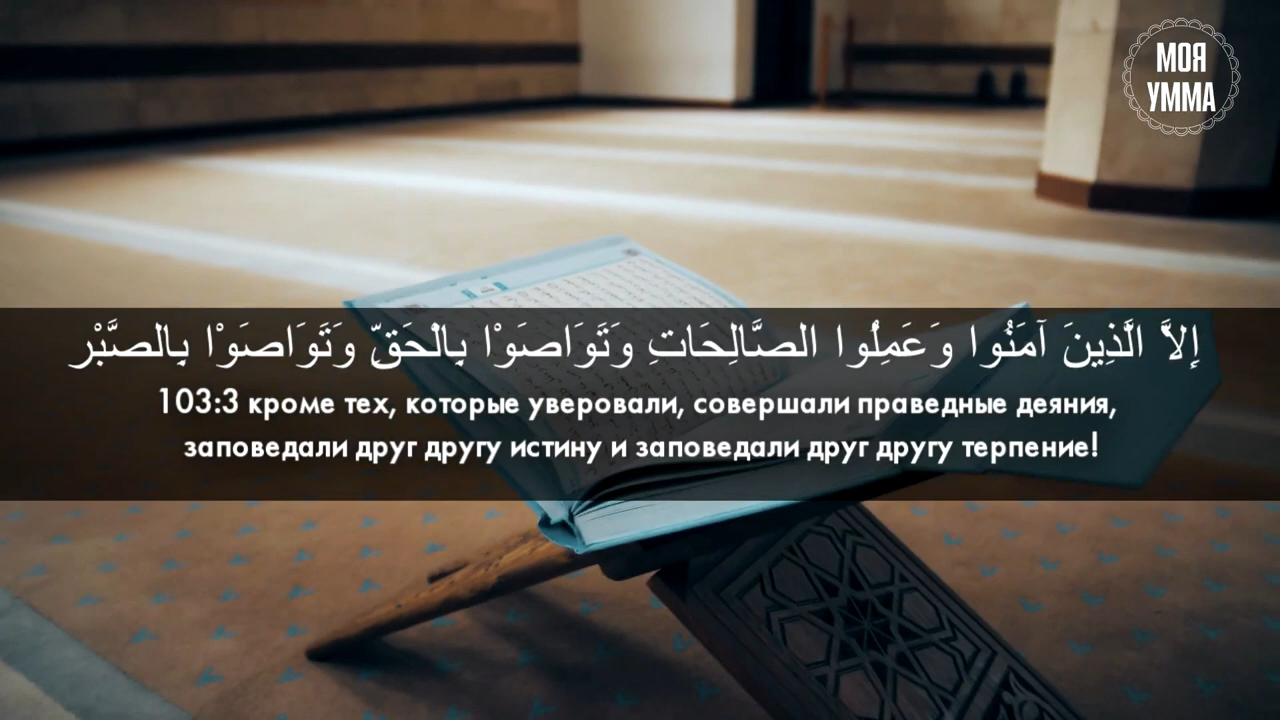 МОЯ
УММА
إِلاَّ الَّذِينَ آمَنُوا وَعَمِلُوا الصَّالِحَاتِ وَتَوَاصَوْا بِالْحَقِّ وَتَوَاصَوْا بِالصَّبْرِ
103:3 кроме тех, которые уверовали, совершали праведные деяния,
заповедали друг другу истину и заповедали друг другу терпение!